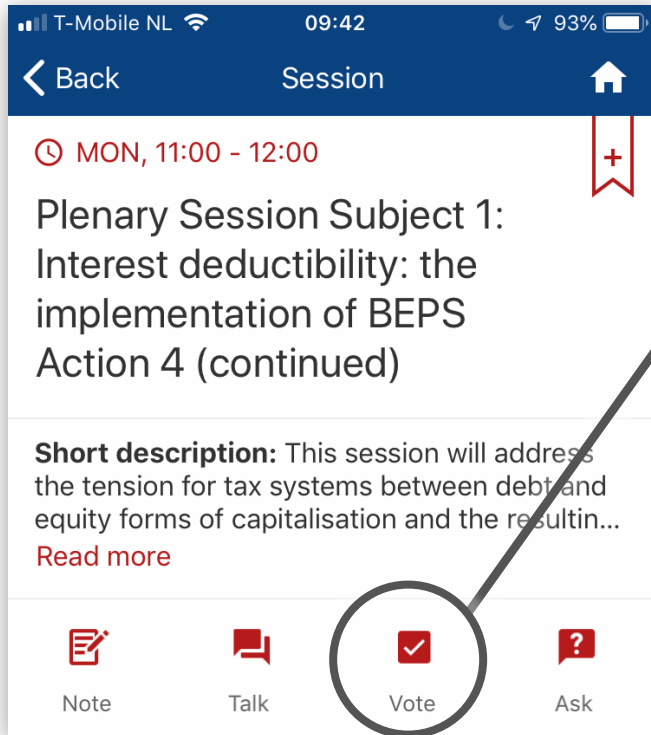 T-Mobile NL 09:42 93%
Back Session
MON, 11:00 - 12:00
Plenary Session Subject 1:
Interest deductibility: the
implementation of BEPS
Action 4 (continued)
Short description: This session will address
the tension for tax systems between debt and
equity forms of capitalisation and the resultin...
Read more
Note Talk Vote Ask